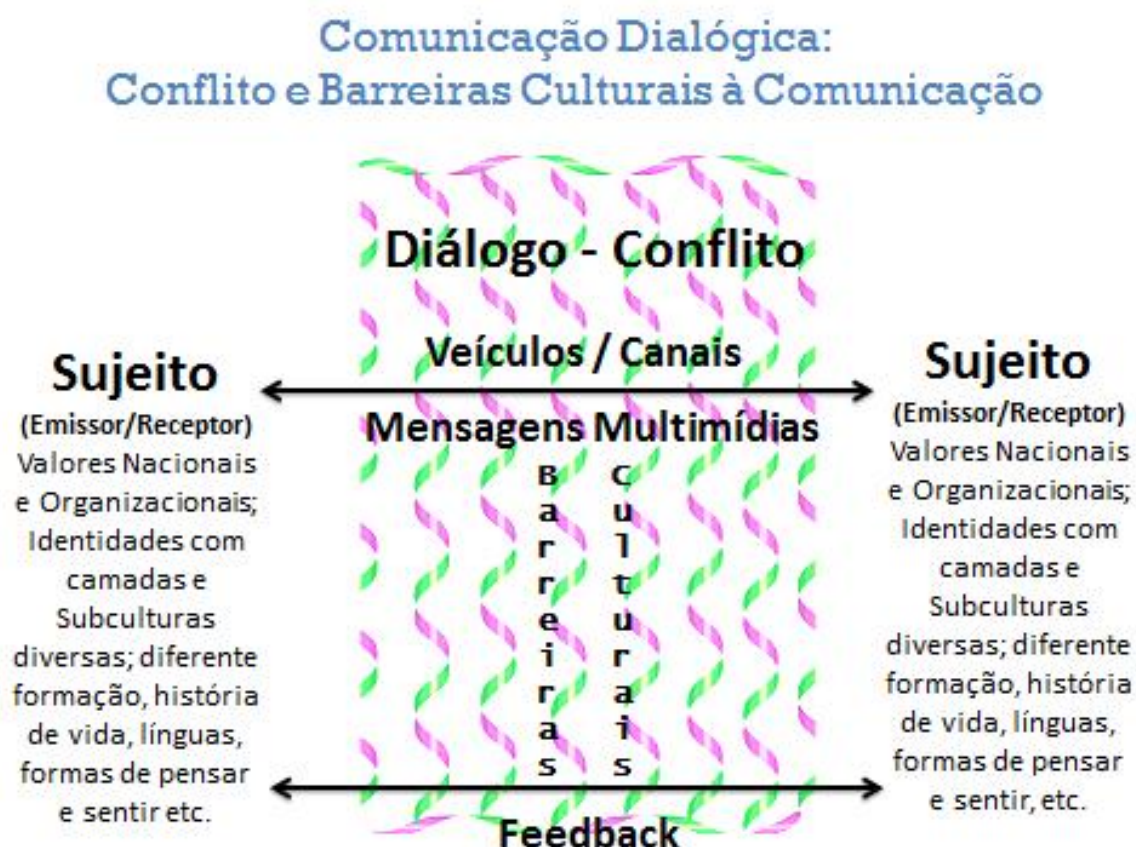 Comunicação Dialógica:
Conflito e Barreiras Culturais à Comunicação
Diálogo - Conflito
Veículos / Canais
Mensagens Multimídias
Barreiras
Culturais
Feedback
Sujeito
(Emissor/Receptor)
Valores Nacionais
e Organizacionais;
Identidades com
camadas e
Subculturas
diversas; diferente
formação, história
de vida, línguas,
formas de pensar
e sentir etc.
Sujeito
(Emissor/Receptor)
Valores Nacionais
e Organizacionais;
Identidades com
camadas e
Subculturas
diversas; diferente
formação, história
de vida, línguas,
formas de pensar
e sentir, etc.